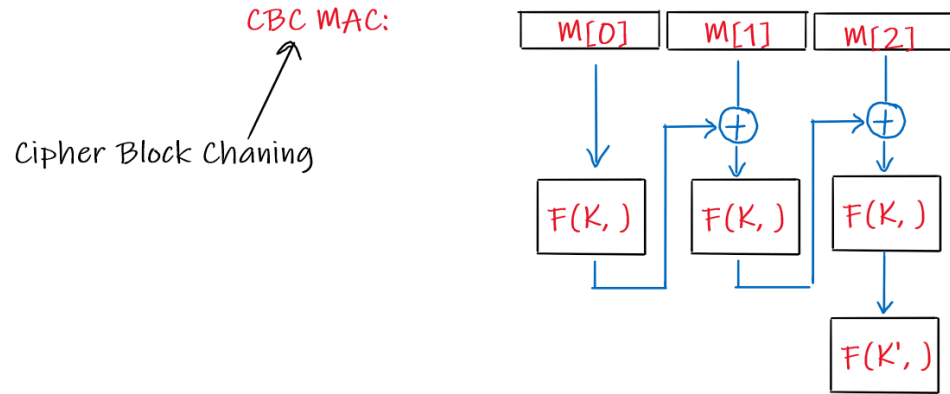 CBC MAC:
Cipher Block Chaning
M[0] M[1] M[2]
F(K, ) F(K, ) F(K, )
F(K', )